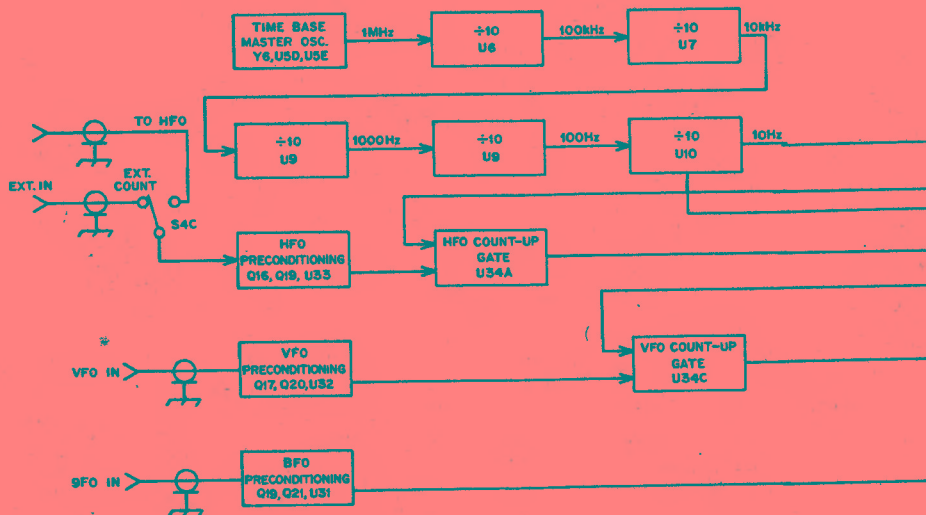 TIME BASE
MASTER OSC.
Y6,U5D,U5E
1MHz
÷10
U6
100kHz
÷10
U7
10kHz
TO HFO
÷10
U9
1000Hz
÷10
U9
100Hz
÷10
U10
10Hz
EXT. IN
EXT.
COUNT
S4C
HFO
PRECONDITIONING
Q16, Q19, U33
HFO COUNT-UP
GATE
U34A
VFO IN
VFO
PRECONDITIONING
Q17, Q20, U32
VFO COUNT-UP
GATE
U34C
9FO IN
BFO
PRECONDITIONING
Q19, Q21, U31